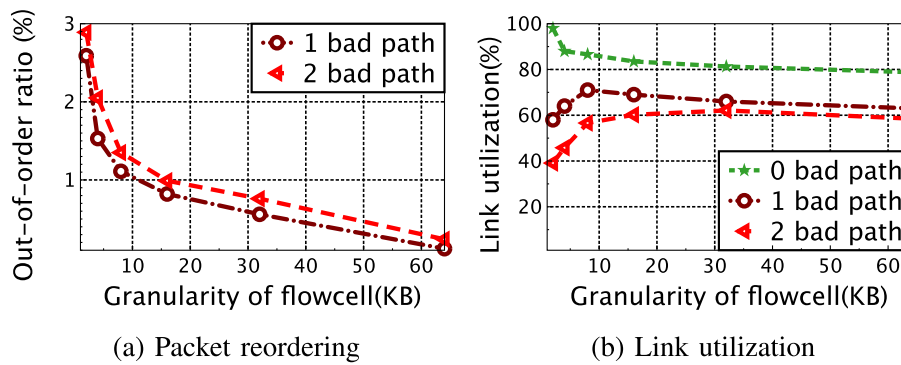 Out-of-order ratio (%)
3
2
1
10 20 30 40 50 60
Granularity of flowcell(KB)
1 bad path
2 bad path
(a) Packet reordering
Link utilization(%)
100
80
60
40
20
10 20 30 40 50 60
Granularity of flowcell(KB)
0 bad path
1 bad path
2 bad path
(b) Link utilization